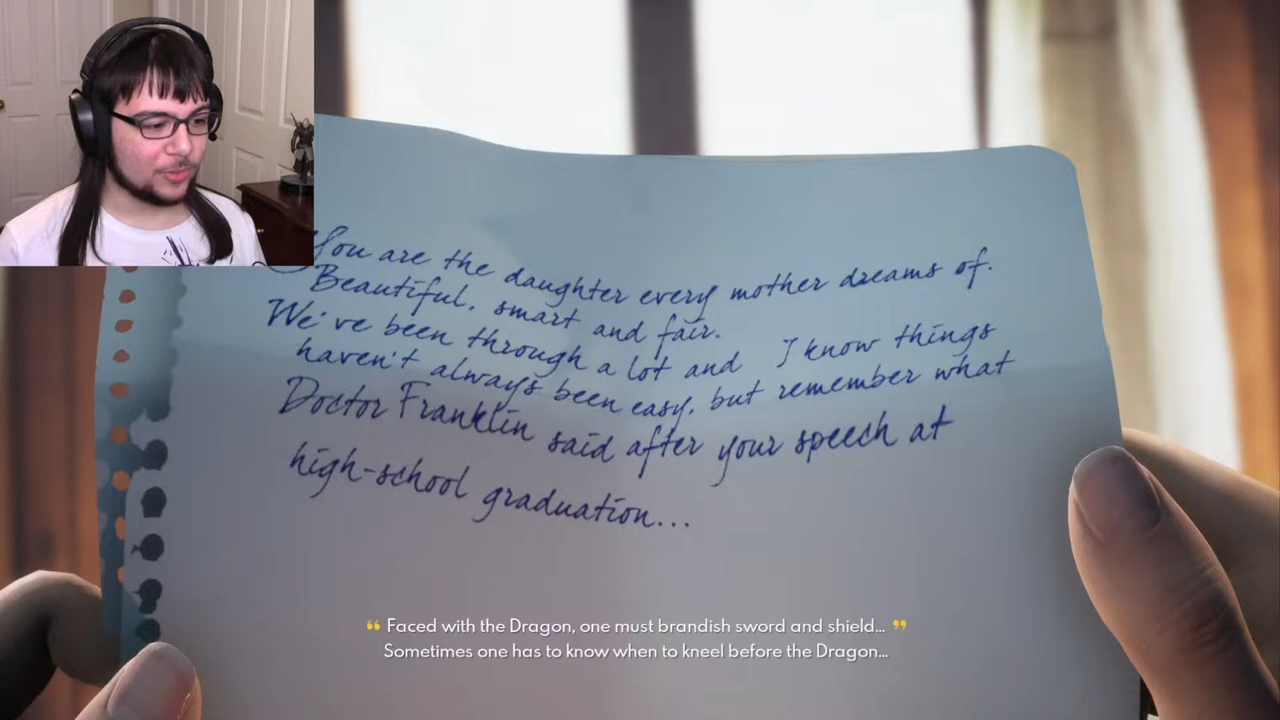 You are the daughter every mother dreams of.
Beautiful, smart and fair.
We've been through a lot and I know things
haven't always been easy, but remember what
Doctor Franklin said after your speech at
high-school graduation...
“ Faced with the Dragon, one must brandish sword and shield... ”
Sometimes one has to know when to kneel before the Dragon...